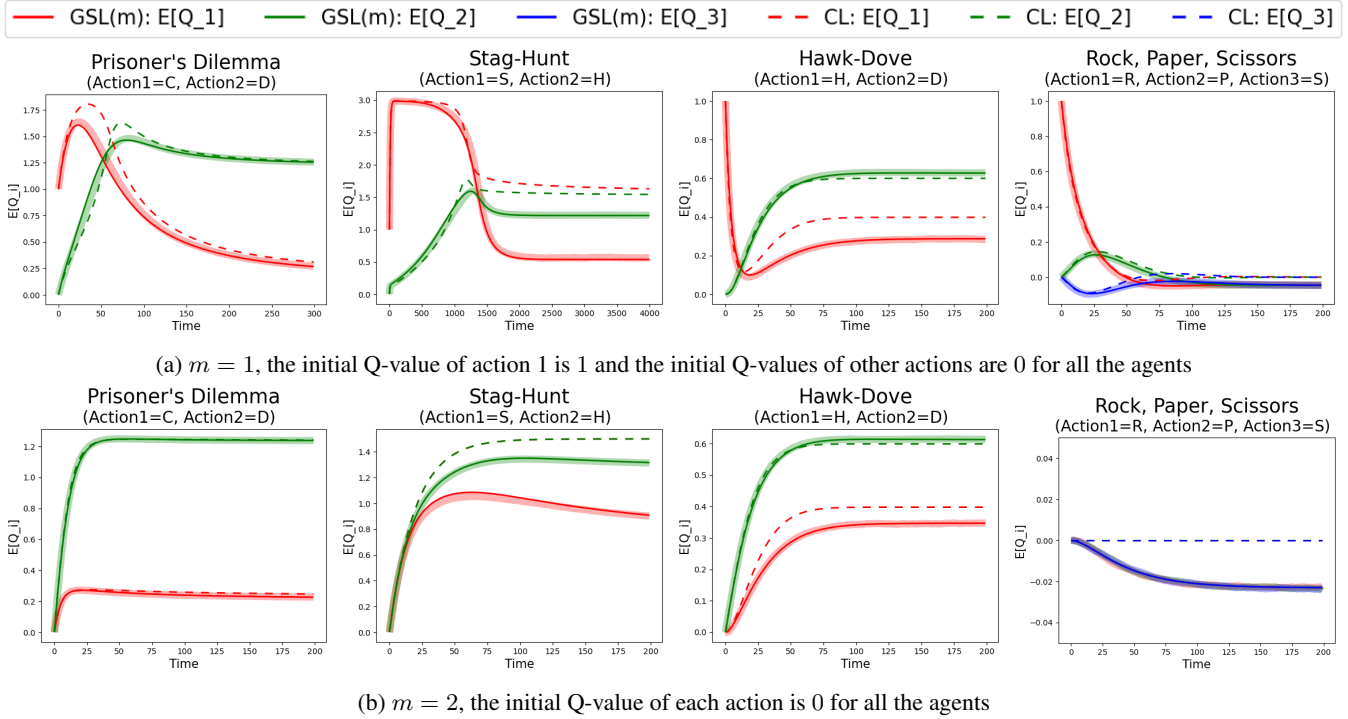 GSL(m): E[Q_1] GSL(m): E[Q_2] GSL(m): E[Q_3] CL: E[Q_1] CL: E[Q_2] CL: E[Q_3]
Prisoner's Dilemma
(Action1=C, Action2=D)
E[Q_i]
1.75
1.50
1.25
1.00
0.75
0.50
0.25
0.00
0 50 100 150 200 250 300
Time
Stag-Hunt
(Action1=S, Action2=H)
E[Q_i]
3.0
2.5
2.0
1.5
1.0
0.5
0.0
0 500 1000 1500 2000 2500 3000 3500 4000
Time
Hawk-Dove
(Action1=H, Action2=D)
E[Q_i]
1.0
0.8
0.6
0.4
0.2
0.0
0 25 50 75 100 125 150 175 200
Time
Rock, Paper, Scissors
(Action1=R, Action2=P, Action3=S)
E[Q_i]
1.0
0.8
0.6
0.4
0.2
0.0
0 25 50 75 100 125 150 175 200
Time
(a) m = 1, the initial Q-value of action 1 is 1 and the initial Q-values of other actions are 0 for all the agents
Prisoner's Dilemma
(Action1=C, Action2=D)
E[Q_i]
1.2
1.0
0.8
0.6
0.4
0.2
0.0
0 25 50 75 100 125 150 175 200
Time
Stag-Hunt
(Action1=S, Action2=H)
E[Q_i]
1.4
1.2
1.0
0.8
0.6
0.4
0.2
0.0
0 25 50 75 100 125 150 175 200
Time
Hawk-Dove
(Action1=H, Action2=D)
E[Q_i]
0.6
0.5
0.4
0.3
0.2
0.1
0.0
0 25 50 75 100 125 150 175 200
Time
Rock, Paper, Scissors
(Action1=R, Action2=P, Action3=S)
E[Q_i]
0.04
0.02
0.00
−0.02
−0.04
0 25 50 75 100 125 150 175 200
Time
(b) m = 2, the initial Q-value of each action is 0 for all the agents